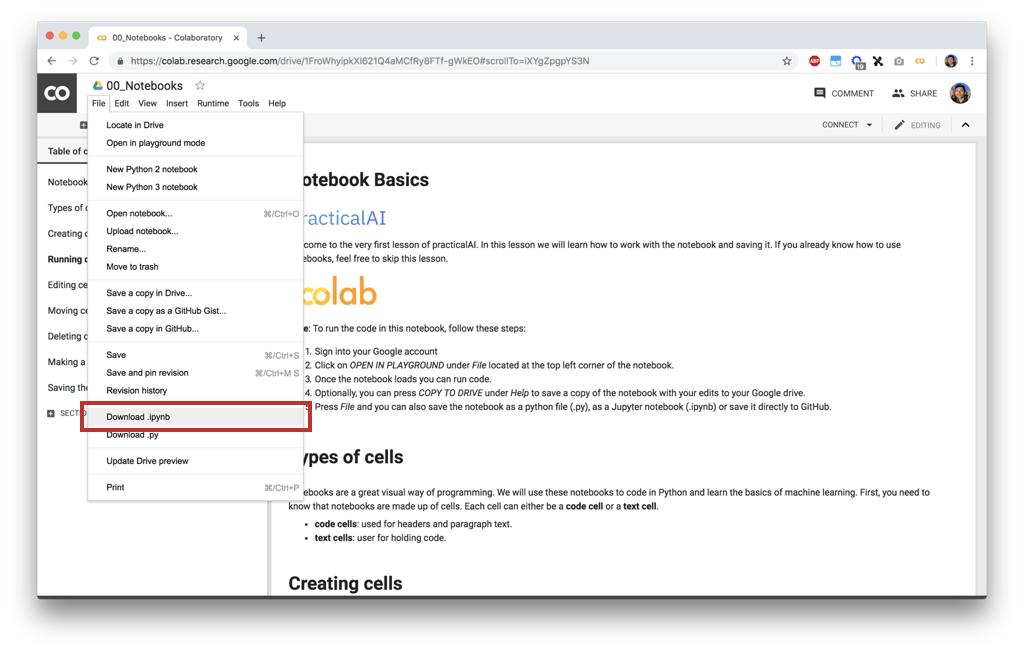 00_Notebooks - Colaboratory
https://colab.research.google.com/drive/1FroWhyipkXl621Q4aMCfRy8FTf-gWkEO#scrollTo=iXYgZpgpYS3N
ABP
19
CO
00_Notebooks
File Edit View Insert Runtime Tools Help
COMMENT
SHARE
CONNECT
EDITING
Table of
Notebook
Types of
Creating
Running
Editing
Moving
Deleting
Making a
Saving
Locate in Drive
Open in playground mode
New Python 2 notebook
New Python 3 notebook
Open notebook... ⌘/Ctrl+O
Upload notebook...
Rename...
Move to trash
Save a copy in Drive...
Save a copy as a GitHub Gist...
Save a copy in GitHub...
Save ⌘/Ctrl+S
Save and pin revision ⌘/Ctrl+M S
Revision history
Download .ipynb
Download .py
Update Drive preview
Print ⌘/Ctrl+P
otebook Basics
racticalAI
come to the very first lesson of practicalAI. In this lesson we will learn how to work with the notebook and saving it. If you already know how to use
ebooks, feel free to skip this lesson.
colab
e: To run the code in this notebook, follow these steps:
1. Sign into your Google account
2. Click on OPEN IN PLAYGROUND under File located at the top left corner of the notebook.
3. Once the notebook loads you can run code.
4. Optionally, you can press COPY TO DRIVE under Help to save a copy of the notebook with your edits to your Google drive.
5. Press File and you can also save the notebook as a python file (.py), as a Jupyter notebook (.ipynb) or save it directly to GitHub.
ypes of cells
ebooks are a great visual way of programming. We will use these notebooks to code in Python and learn the basics of machine learning. First, you need to
know that notebooks are made up of cells. Each cell can either be a code cell or a text cell.
• code cells: used for headers and paragraph text.
• text cells: user for holding code.
Creating cells